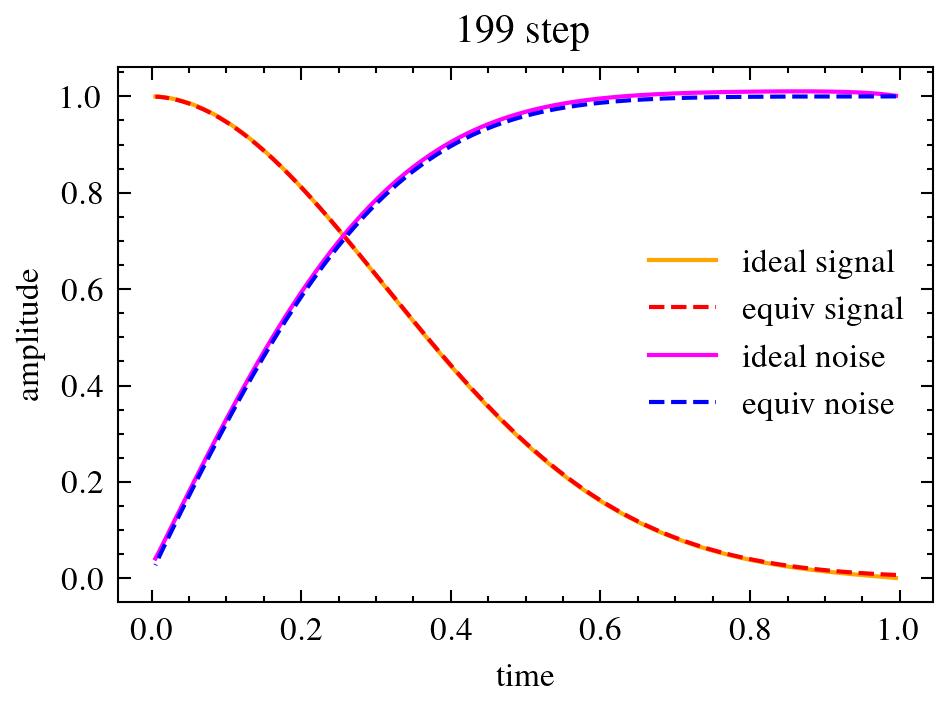 199 step
1.0
0.8
0.6
0.4
0.2
0.0
amplitude
ideal signal
equiv signal
ideal noise
equiv noise
0.0 0.2 0.4 0.6 0.8 1.0
time